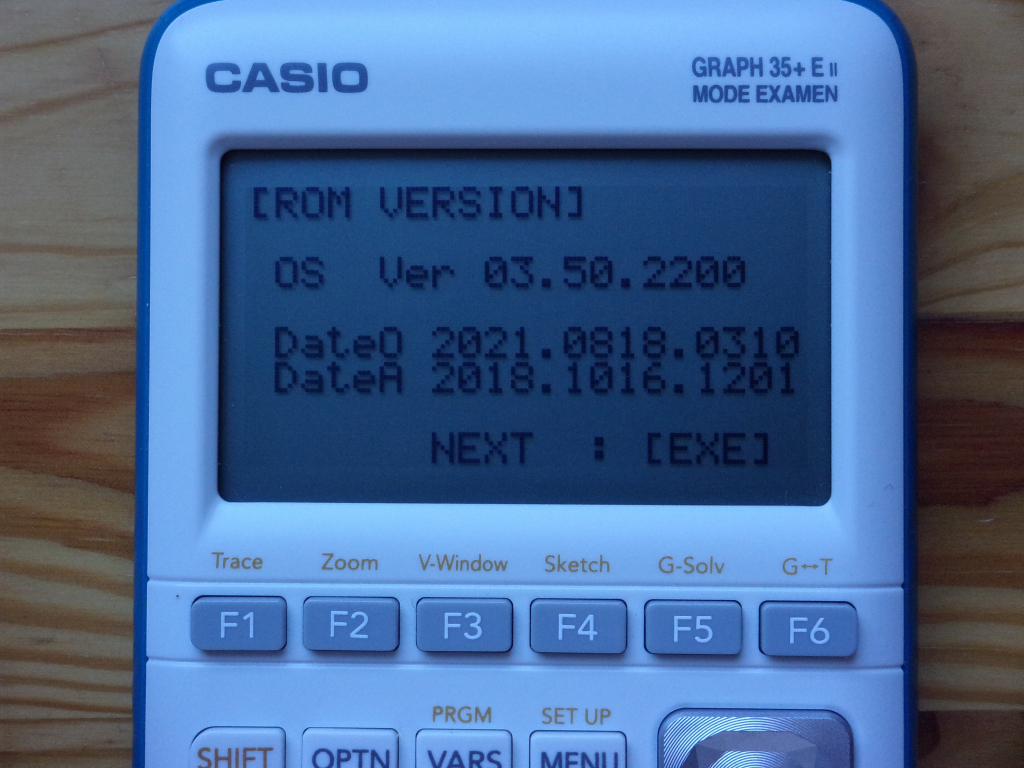 CASIO
GRAPH 35+ E II
MODE EXAMEN
[ROM VERSION]
OS Ver 03.50.2200
DateO 2021.0818.0310
DateA 2018.1016.1201
NEXT : [EXE]
Trace Zoom V-Window Sketch G-Solv G↔T
F1 F2 F3 F4 F5 F6
PRGM SET UP
SHIFT OPTN VARS MENU